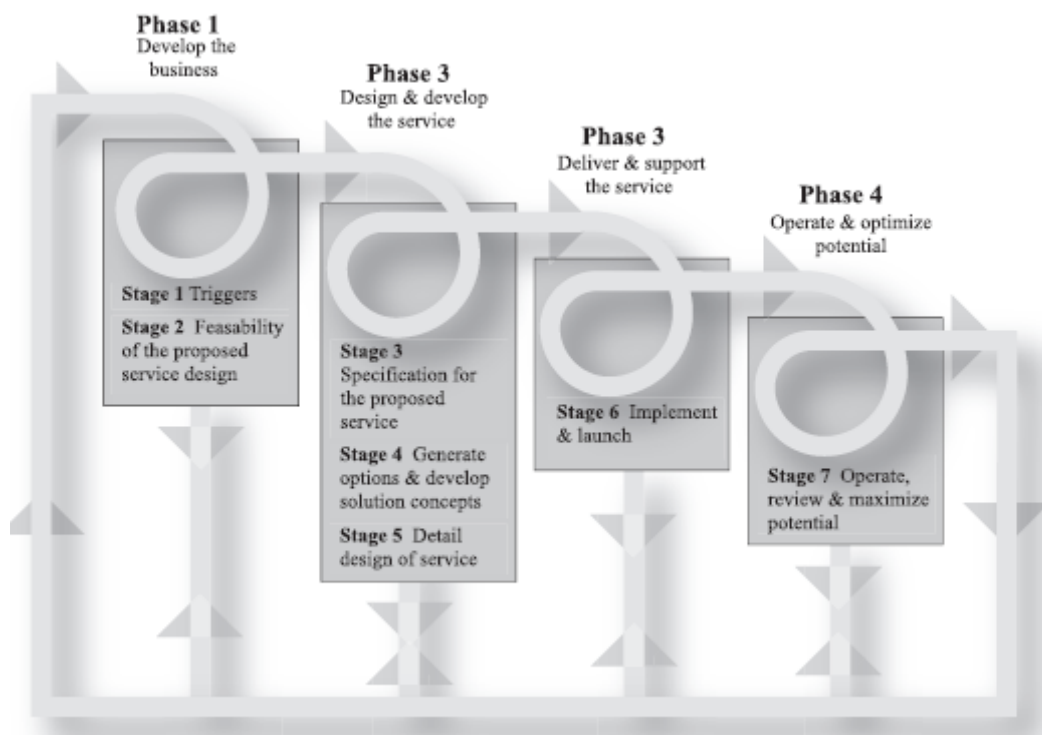 Phase 1
Develop the
business
Phase 3
Design & develop
the service
Phase 3
Deliver & support
the service
Phase 4
Operate & optimize
potential
Stage 1 Triggers
Stage 2 Feasability
of the proposed
service design
Stage 3
Specification for
the proposed
service
Stage 4 Generate
options & develop
solution concepts
Stage 5 Detail
design of service
Stage 6 Implement
& launch
Stage 7 Operate,
review & maximize
potential